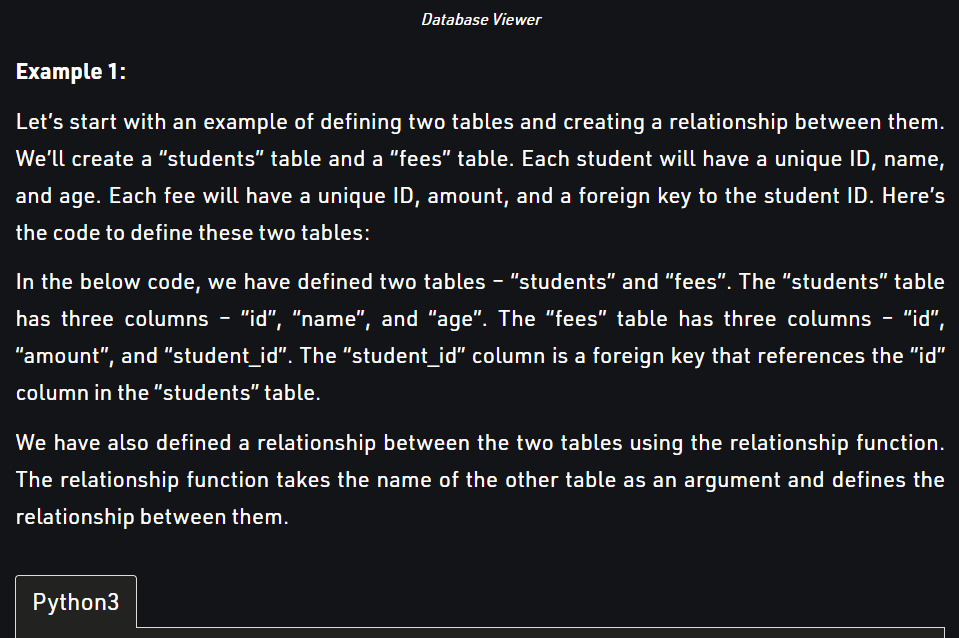 Database Viewer
Example 1:
Let’s start with an example of defining two tables and creating a relationship between them.
We’ll create a “students” table and a “fees” table. Each student will have a unique ID, name,
and age. Each fee will have a unique ID, amount, and a foreign key to the student ID. Here’s
the code to define these two tables:
In the below code, we have defined two tables – “students” and “fees”. The “students” table
has three columns – “id”, “name”, and “age”. The “fees” table has three columns – “id”,
“amount”, and “student_id”. The “student_id” column is a foreign key that references the “id”
column in the “students” table.
We have also defined a relationship between the two tables using the relationship function.
The relationship function takes the name of the other table as an argument and defines the
relationship between them.
Python3